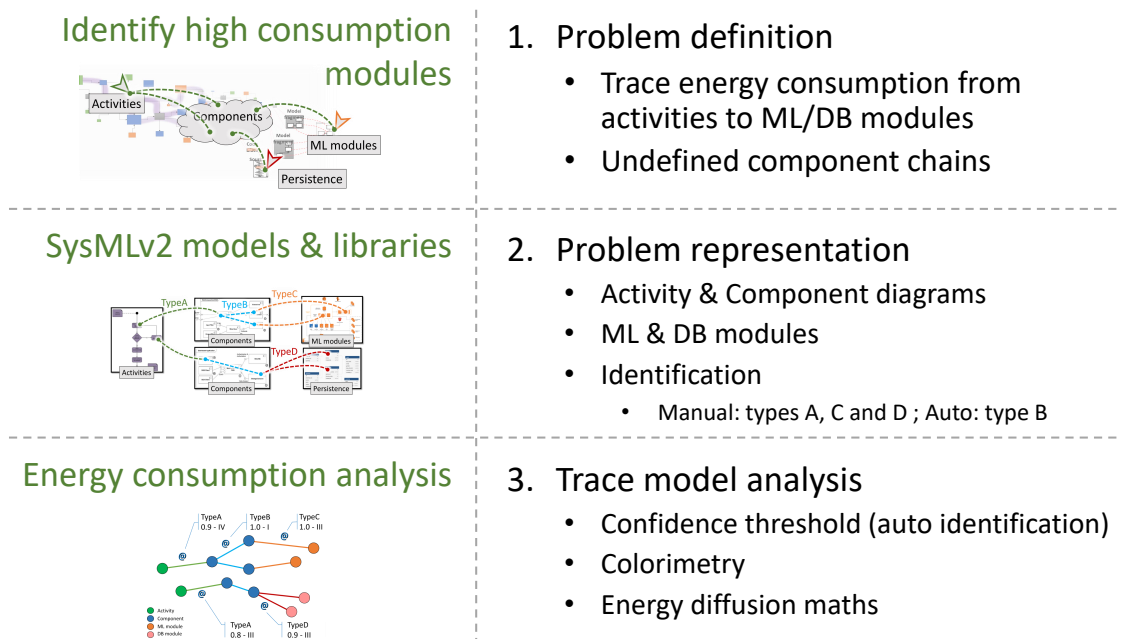 Identify high consumption
modules
Activities
Components
Model
Model
ML modules
Persistence
1. Problem definition
• Trace energy consumption from
activities to ML/DB modules
• Undefined component chains
SysMLv2 models & libraries
TypeA
TypeB
TypeC
Components
ML modules
TypeD
Activities
Components
Persistence
2. Problem representation
• Activity & Component diagrams
• ML & DB modules
• Identification
• Manual: types A, C and D ; Auto: type B
Energy consumption analysis
TypeA
0.9 - IV
TypeB
1.0 - I
TypeC
1.0 - III
@
@
@
@
@
Activity
Component
ML module
DB module
TypeA
0.8 - III
TypeD
0.9 - III
3. Trace model analysis
• Confidence threshold (auto identification)
• Colorimetry
• Energy diffusion maths